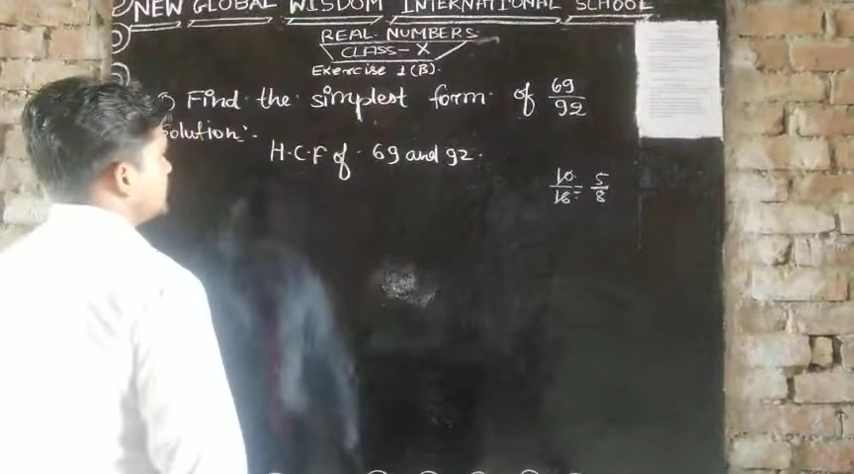 NEW GLOBAL WISDOM INTERNATIONAL SCHOOL
REAL NUMBERS
CLASS-X
Exercise 1(B).
Find the simplest form of 69/92
Solution:-
H.C.F of 69 and 92.
10/16 = 5/8